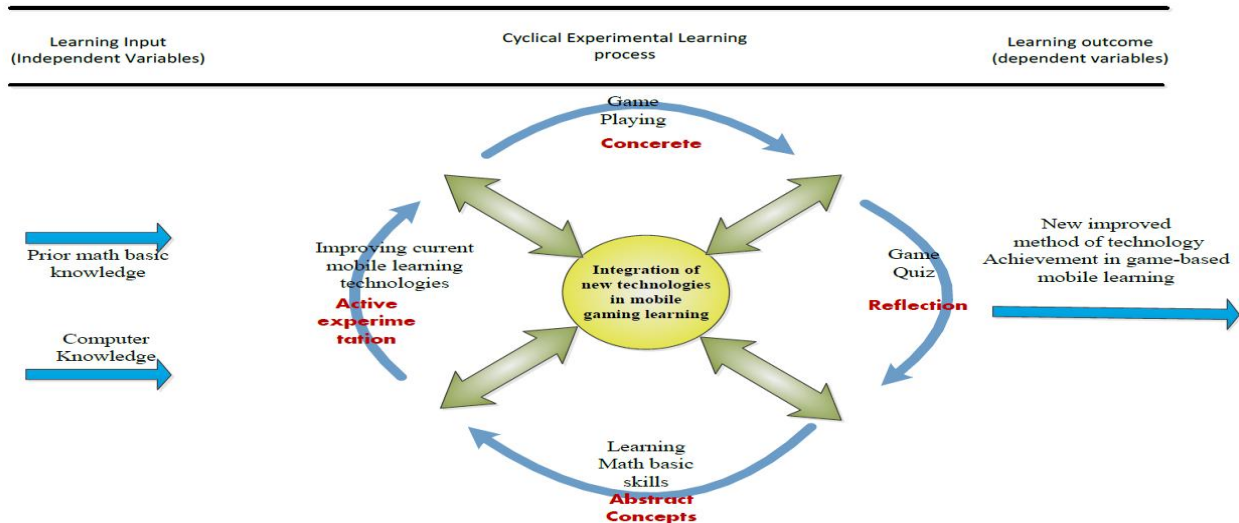 Learning Input
(Independent Variables)
Cyclical Experimental Learning
process
Learning outcome
(dependent variables)
Game
Playing
Concerete
Prior math basic
knowledge
Computer
Knowledge
Improving current
mobile learning
technologies
Active
experime
tation
Integration of
new technologies
in mobile
gaming learning
Game
Quiz
Reflection
New improved
method of technology
Achievement in game-based
mobile learning
Learning
Math basic
skills
Abstract
Concepts